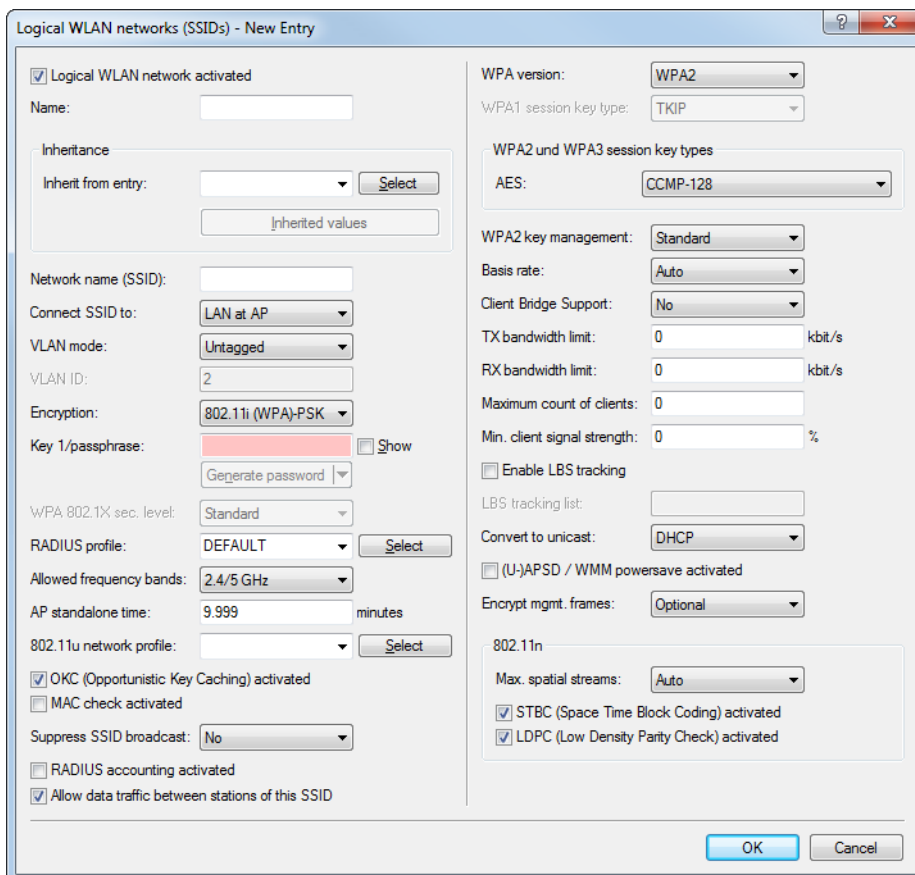 Logical WLAN networks (SSIDs) - New Entry
Logical WLAN network activated
Name:
Inheritance
Inherit from entry: Select
Inherited values
Network name (SSID):
Connect SSID to: LAN at AP
VLAN mode: Untagged
VLAN ID: 2
Encryption: 802.11i (WPA)-PSK
Key 1/passphrase: Show
Generate password
WPA 802.1X sec. level: Standard
RADIUS profile: DEFAULT Select
Allowed frequency bands: 2.4/5 GHz
AP standalone time: 9.999 minutes
802.11u network profile: Select
OKC (Opportunistic Key Caching) activated
MAC check activated
Suppress SSID broadcast: No
RADIUS accounting activated
Allow data traffic between stations of this SSID
WPA version: WPA2
WPA1 session key type: TKIP
WPA2 und WPA3 session key types
AES: CCMP-128
WPA2 key management: Standard
Basis rate: Auto
Client Bridge Support: No
TX bandwidth limit: 0 kbit/s
RX bandwidth limit: 0 kbit/s
Maximum count of clients: 0
Min. client signal strength: 0 %
Enable LBS tracking
LBS tracking list:
Convert to unicast: DHCP
(U-)APSD / WMM powersave activated
Encrypt mgmt. frames: Optional
802.11n
Max. spatial streams: Auto
STBC (Space Time Block Coding) activated
LDPC (Low Density Parity Check) activated
OK Cancel